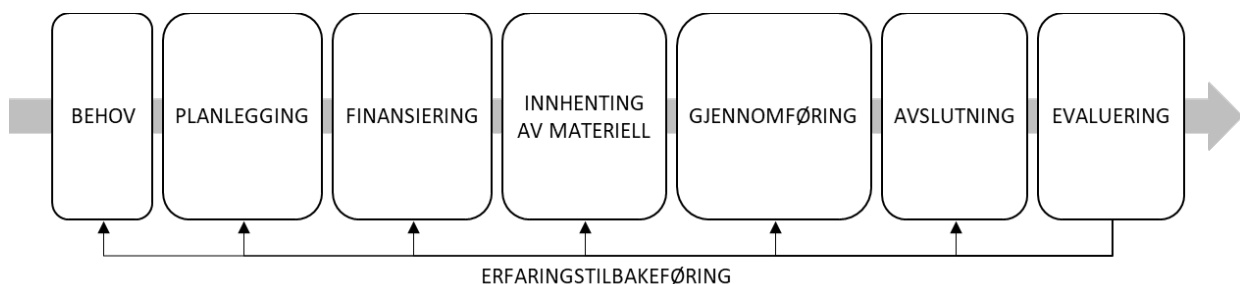 BEHOV
PLANLEGGING
FINANSIERING
INNHENTING
AV MATERIELL
GJENNOMFØRING
AVSLUTNING
EVALUERING
ERFARINGSTILBAKEFØRING